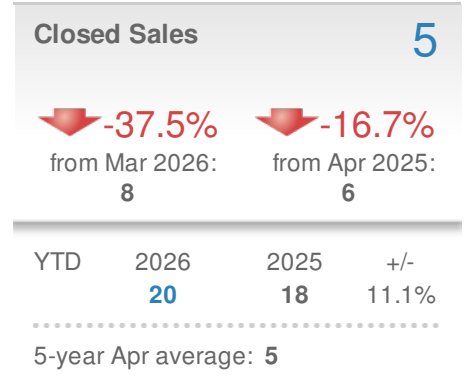 Closed Sales 5
-37.5% -16.7%
from Mar 2026: from Apr 2025:
8 6
YTD 2026 2025 +/-
20 18 11.1%
5-year Apr average: 5